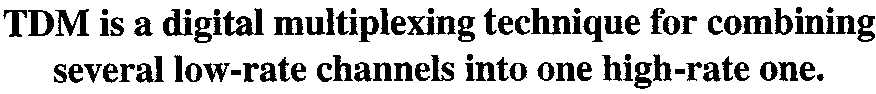 TDM is a digital multiplexing technique for combining
several low-rate channels into one high-rate one.